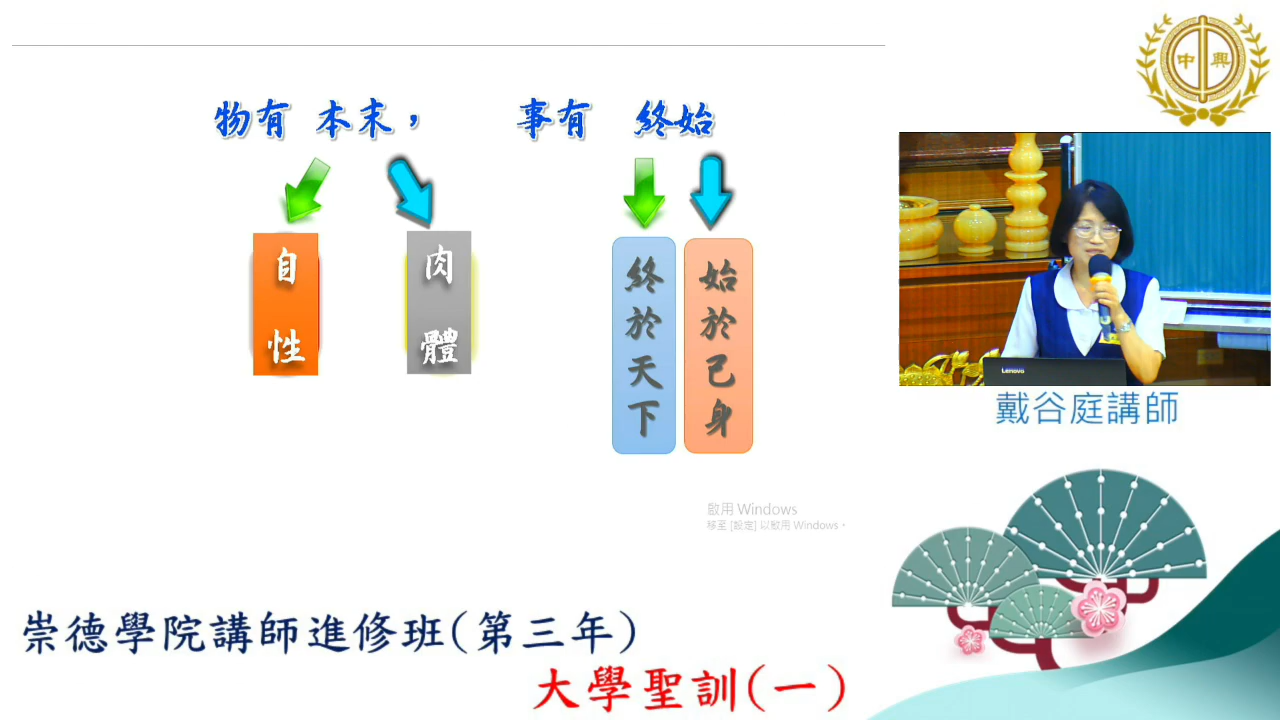 中興
物有 本末, 事有 終始
自性
肉體
終於天下
始於己身
Lenovo
戴谷庭講師
啟用 Windows
移至 [設定] 以啟用 Windows。
崇德學院講師進修班(第三年)
大學聖訓(一)